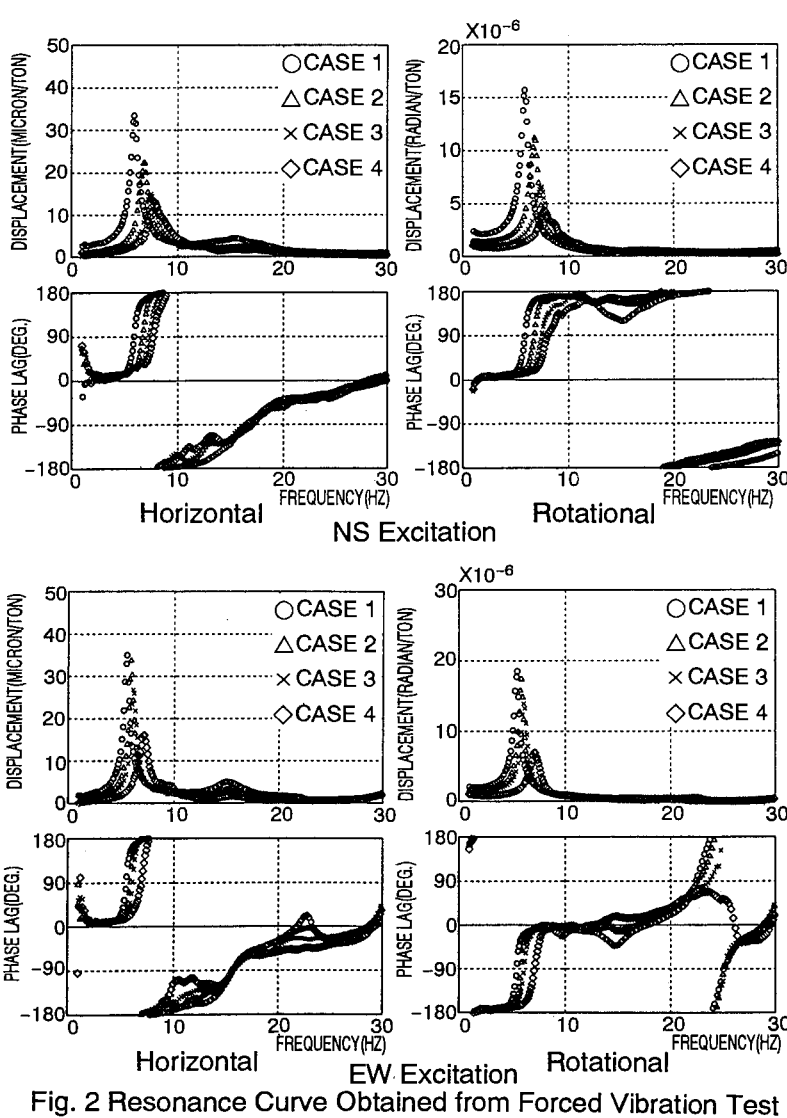 X10−6
DISPLACEMENT(MICRON/TON)
50
40
30
20
10
0
○CASE 1
△CASE 2
×CASE 3
◇CASE 4
0 10 20 30
DISPLACEMENT(RADIAN/TON)
20
15
10
5
0
○CASE 1
△CASE 2
×CASE 3
◇CASE 4
0 10 20 30
PHASE LAG(DEG.)
180
90
0
−90
−180
0 10 20 30
FREQUENCY(HZ)
Horizontal
PHASE LAG(DEG.)
180
90
0
−90
−180
0 10 20 30
FREQUENCY(HZ)
Rotational
NS Excitation
X10−6
DISPLACEMENT(MICRON/TON)
50
40
30
20
10
0
○CASE 1
△CASE 2
×CASE 3
◇CASE 4
0 10 20 30
DISPLACEMENT(RADIAN/TON)
30
20
10
0
○CASE 1
△CASE 2
×CASE 3
◇CASE 4
0 10 20 30
PHASE LAG(DEG.)
180
90
0
−90
−180
0 10 20 30
FREQUENCY(HZ)
Horizontal
PHASE LAG(DEG.)
180
90
0
−90
−180
0 10 20 30
FREQUENCY(HZ)
Rotational
EW Excitation
Fig. 2 Resonance Curve Obtained from Forced Vibration Test